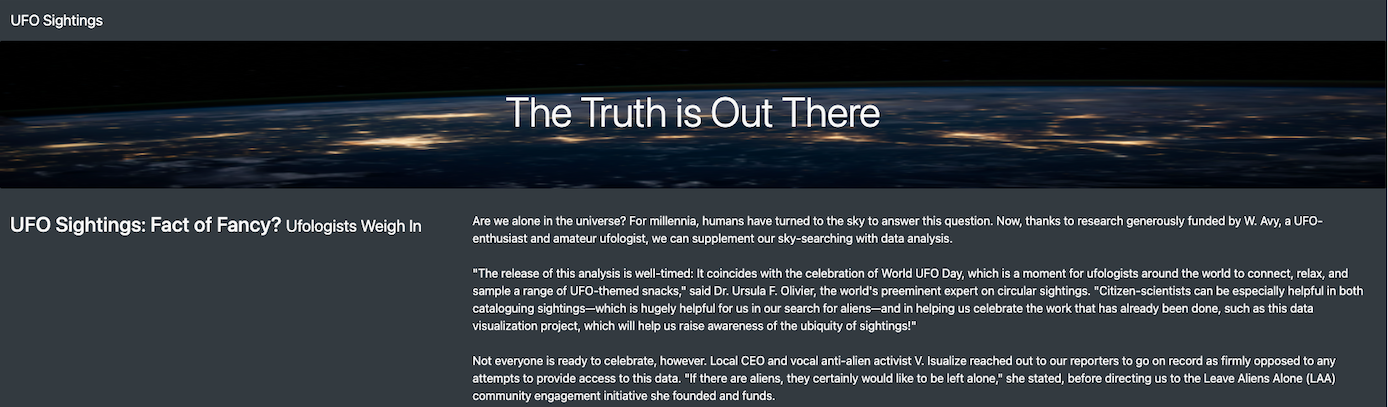 UFO Sightings
The Truth is Out There
UFO Sightings: Fact of Fancy? Ufologists Weigh In
Are we alone in the universe? For millennia, humans have turned to the sky to answer this question. Now, thanks to research generously funded by W. Avy, a UFO-
enthusiast and amateur ufologist, we can supplement our sky-searching with data analysis.
"The release of this analysis is well-timed: It coincides with the celebration of World UFO Day, which is a moment for ufologists around the world to connect, relax, and
sample a range of UFO-themed snacks," said Dr. Ursula F. Olivier, the world's preeminent expert on circular sightings. "Citizen-scientists can be especially helpful in both
cataloguing sightings—which is hugely helpful for us in our search for aliens—and in helping us celebrate the work that has already been done, such as this data
visualization project, which will help us raise awareness of the ubiquity of sightings!"
Not everyone is ready to celebrate, however. Local CEO and vocal anti-alien activist V. Isualize reached out to our reporters to go on record as firmly opposed to any
attempts to provide access to this data. "If there are aliens, they certainly would like to be left alone," she stated, before directing us to the Leave Aliens Alone (LAA)
community engagement initiative she founded and funds.